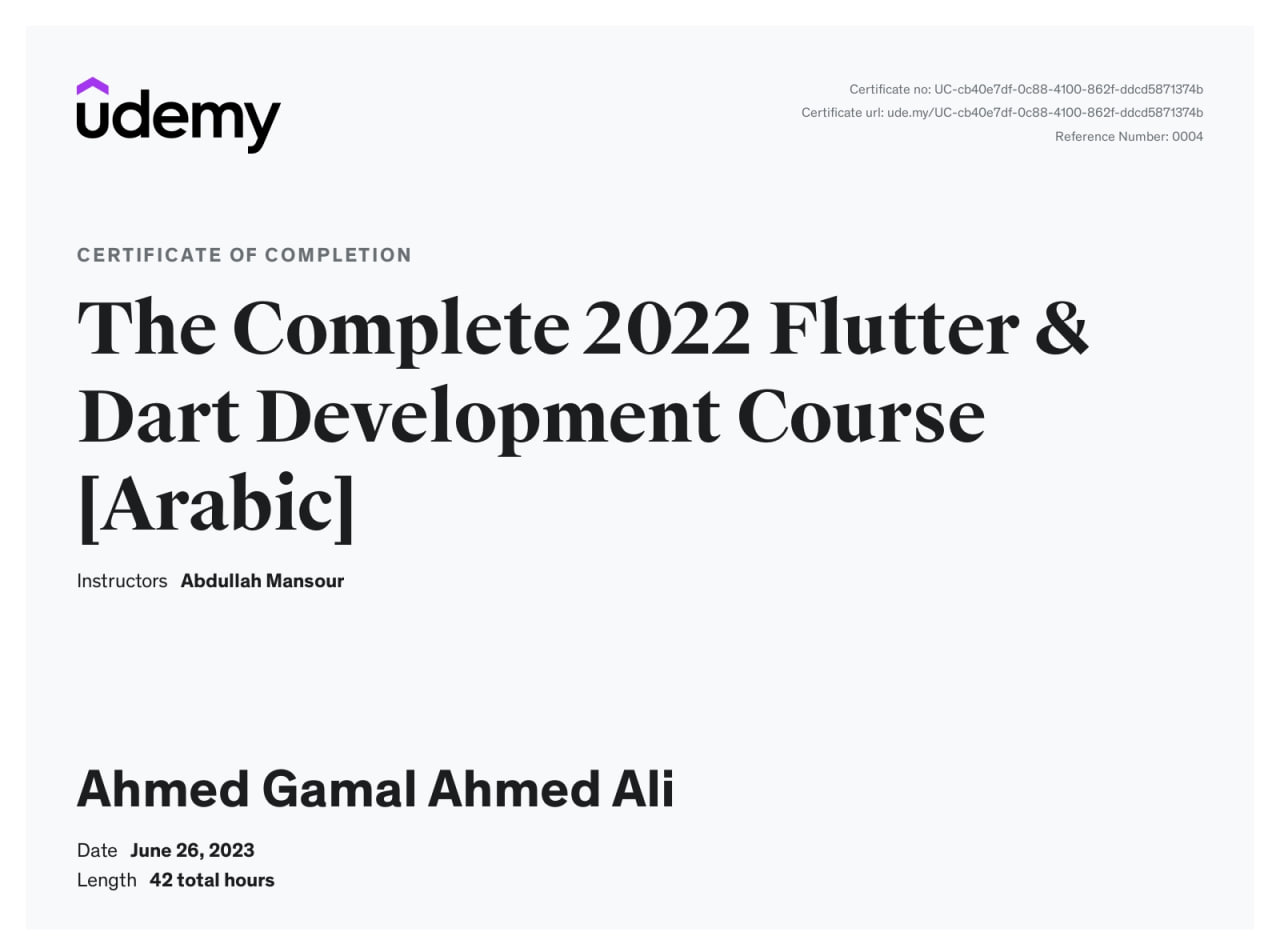 udemy
Certificate no: UC-cb40e7df-0c88-4100-862f-ddcd5871374b
Certificate url: ude.my/UC-cb40e7df-0c88-4100-862f-ddcd5871374b
Reference Number: 0004
CERTIFICATE OF COMPLETION
The Complete 2022 Flutter &
Dart Development Course
[Arabic]
Instructors Abdullah Mansour
Ahmed Gamal Ahmed Ali
Date June 26, 2023
Length 42 total hours